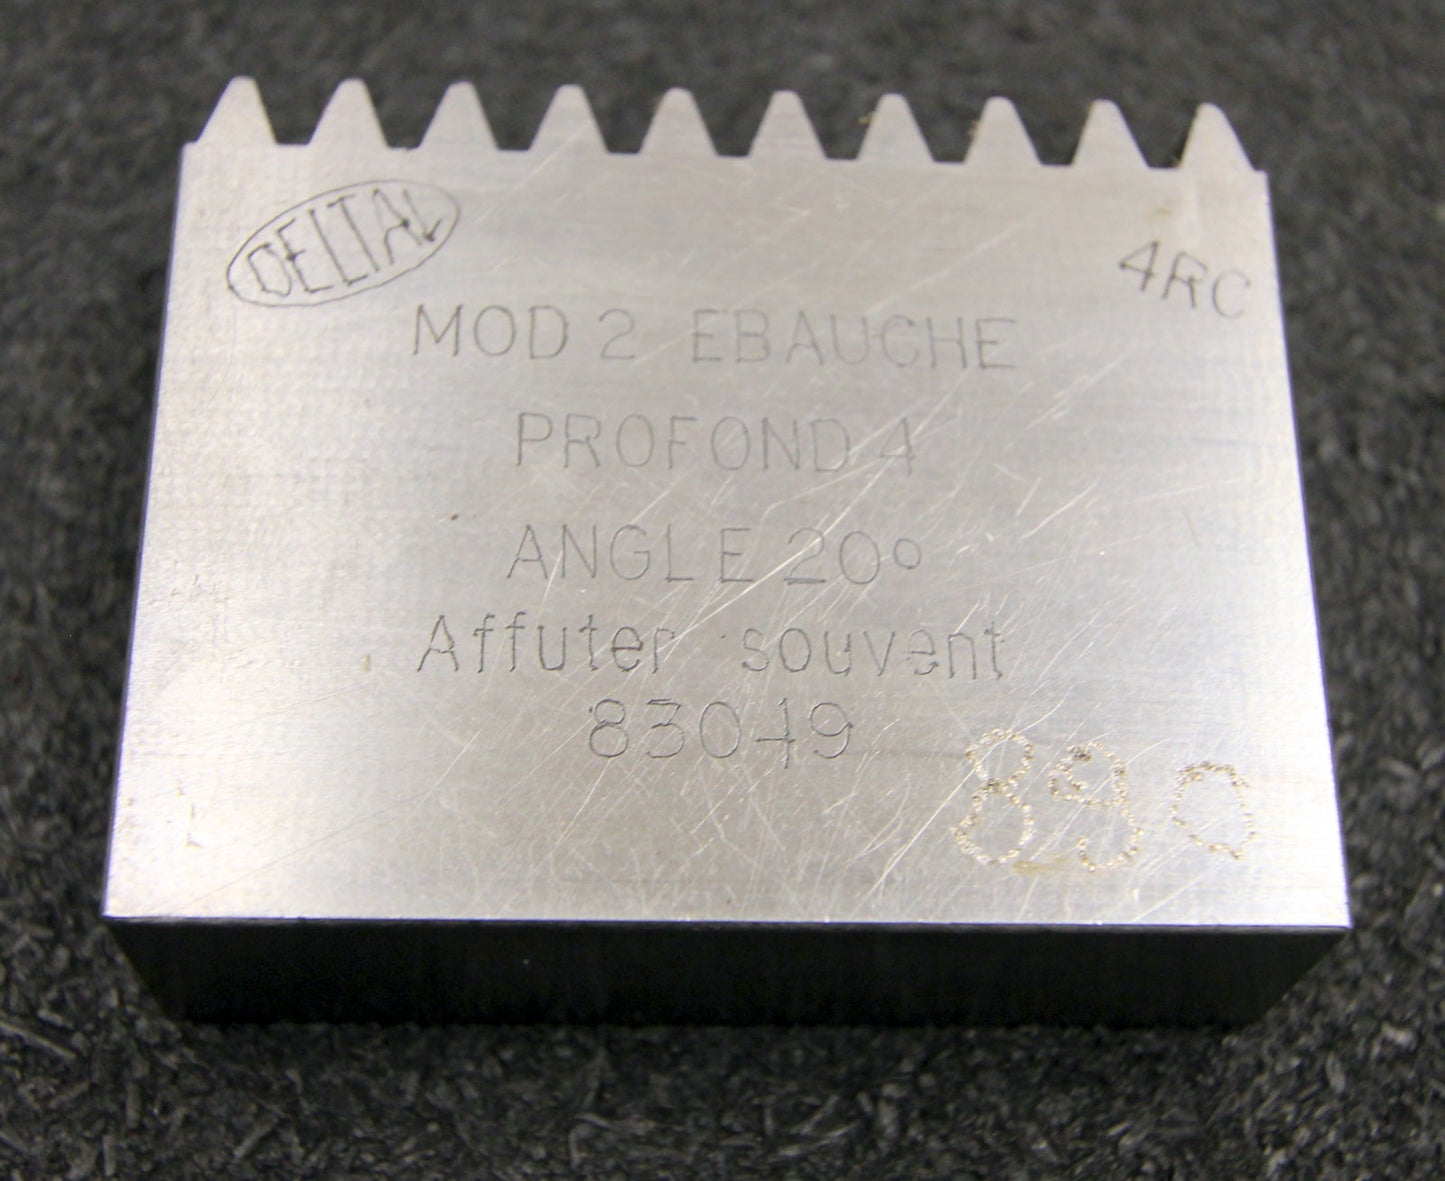 DELTAL
4RC
MOD 2 EBAUCHE
PROFOND 4
ANGLE 20°
Affuter souvent
83049
890